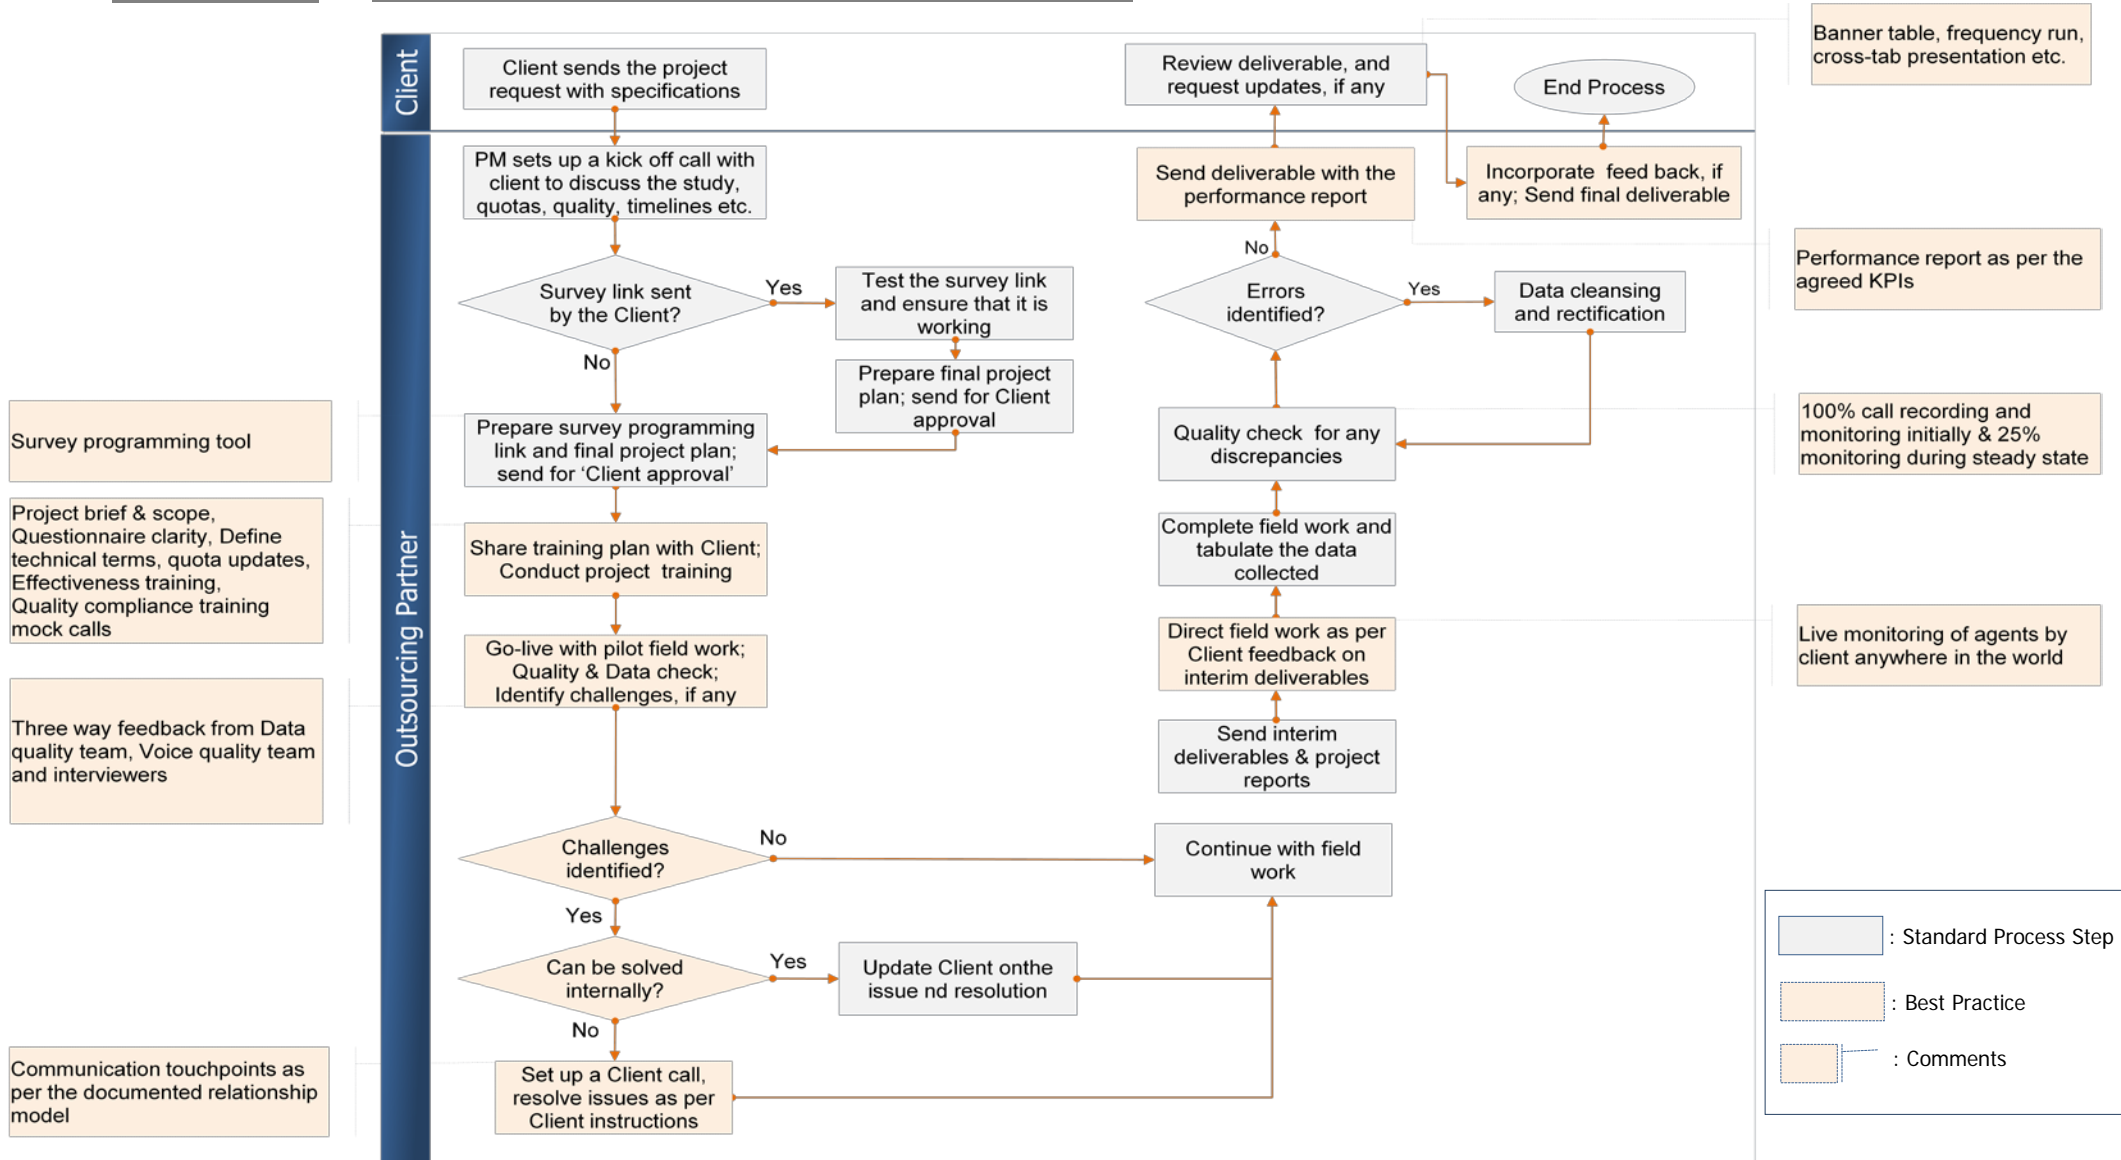 Client
Client sends the project
request with specifications
Review deliverable, and
request updates, if any
End Process
Banner table, frequency run,
cross-tab presentation etc.
Outsourcing Partner
PM sets up a kick off call with
client to discuss the study,
quotas, quality, timelines etc.
Send deliverable with the
performance report
Incorporate feed back, if
any; Send final deliverable
Performance report as per the
agreed KPIs
Survey link sent
by the Client?
Yes
No
Test the survey link
and ensure that it is
working
Prepare final project
plan; send for Client
approval
No
Errors
identified?
Yes
Data cleansing
and rectification
Survey programming tool
Prepare survey programming
link and final project plan;
send for ‘Client approval’
Quality check for any
discrepancies
100% call recording and
monitoring initially & 25%
monitoring during steady state
Project brief & scope,
Questionnaire clarity, Define
technical terms, quota updates,
Effectiveness training,
Quality compliance training
mock calls
Share training plan with Client;
Conduct project training
Complete field work and
tabulate the data
collected
Go-live with pilot field work;
Quality & Data check;
Identify challenges, if any
Direct field work as per
Client feedback on
interim deliverables
Live monitoring of agents by
client anywhere in the world
Three way feedback from Data
quality team, Voice quality team
and interviewers
Send interim
deliverables & project
reports
Challenges
identified?
No
Yes
Continue with field
work
Can be solved
internally?
Yes
No
Update Client onthe
issue nd resolution
Communication touchpoints as
per the documented relationship
model
Set up a Client call,
resolve issues as per
Client instructions
: Standard Process Step
: Best Practice
: Comments